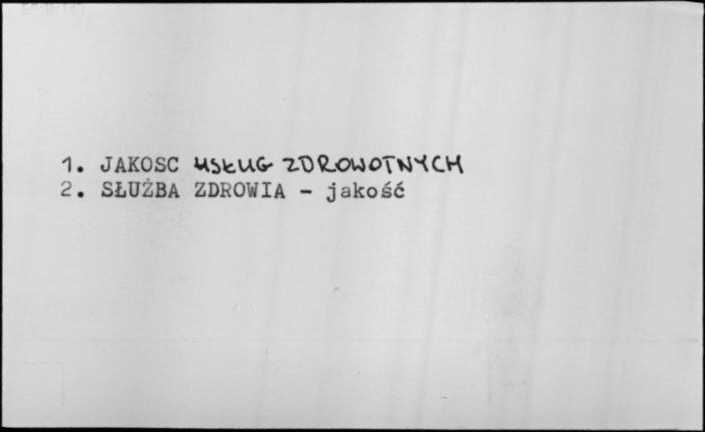 1. JAKOSC USŁUG ZDROWOTNYCH
2. SŁUŻBA ZDROWIA - jakość